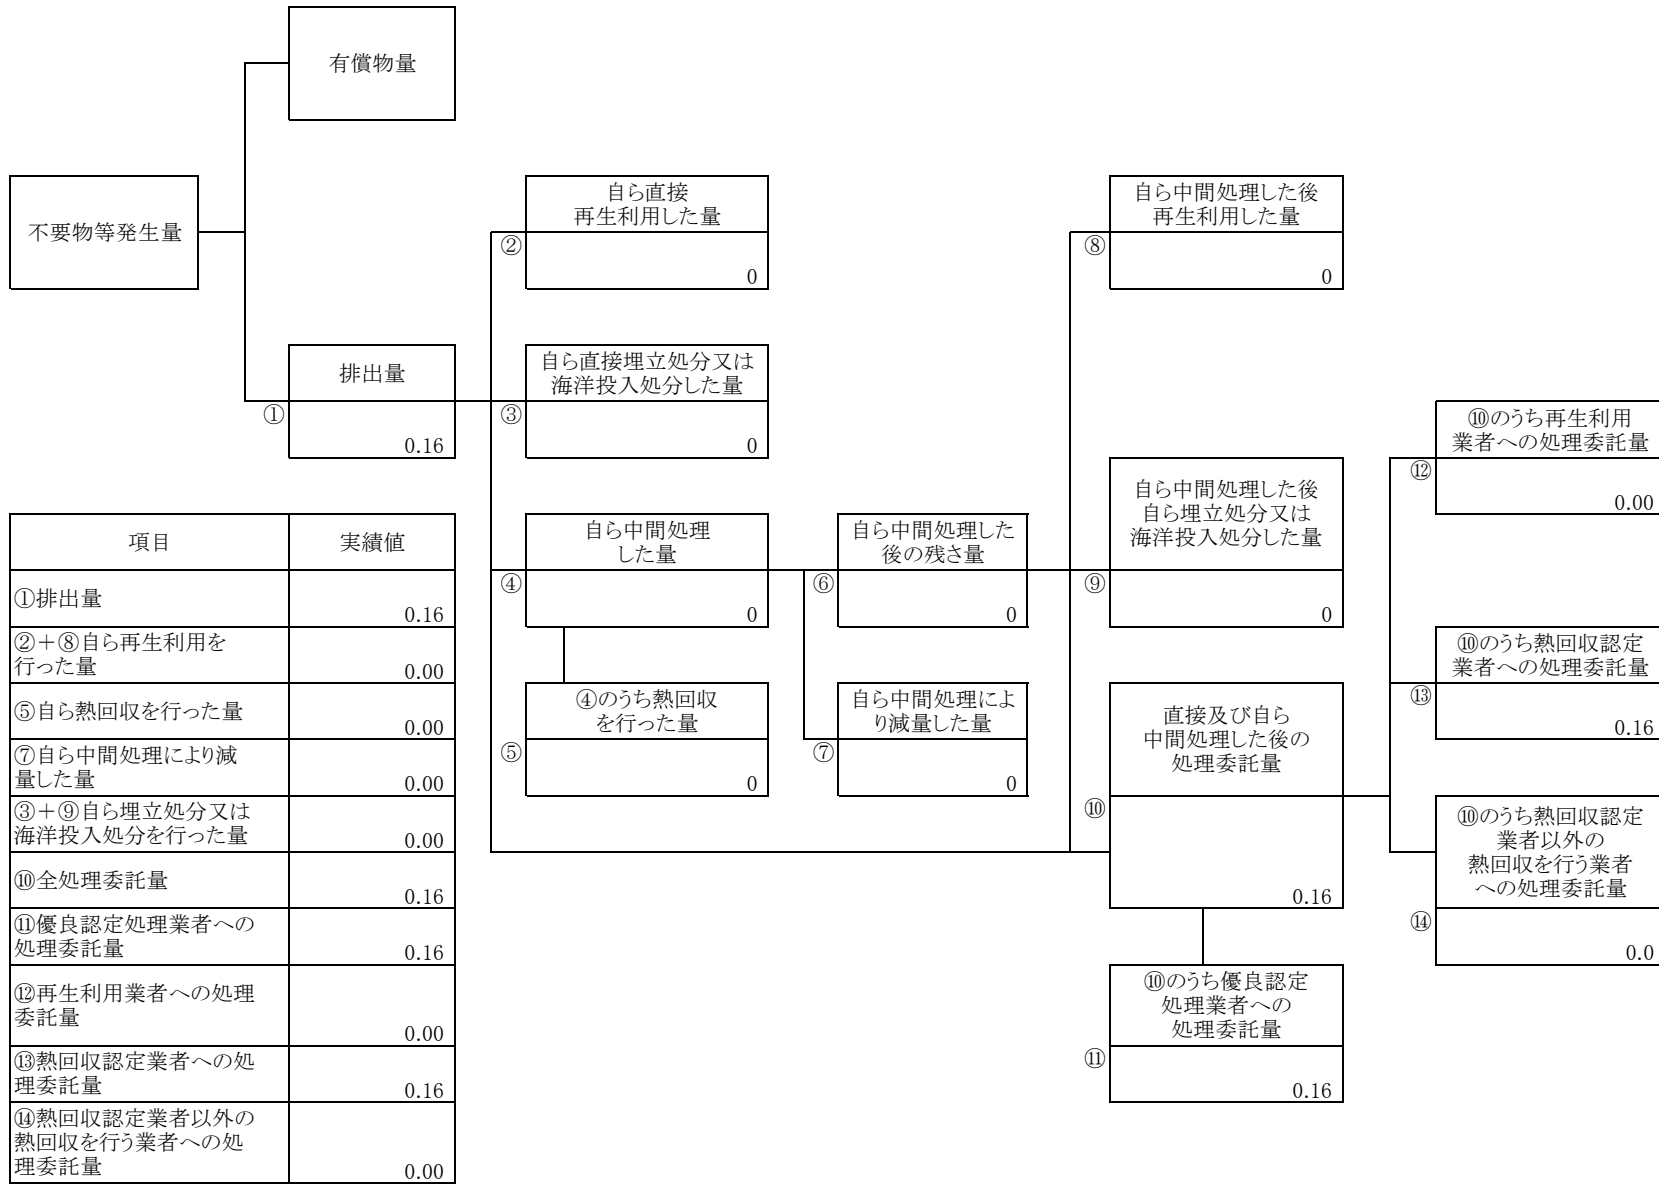 有償物量
不要物等発生量
自ら直接
再生利用した量
②
0
自ら中間処理した後
再生利用した量
⑧
0
排出量
①
0.16
自ら直接埋立処分又は
海洋投入処分した量
③
0
⑩のうち再生利用
業者への処理委託量
⑫
0.00
自ら中間処理
した量
④
0
自ら中間処理した
後の残さ量
⑥
0
自ら中間処理した後
自ら埋立処分又は
海洋投入処分した量
⑨
0
⑩のうち熱回収認定
業者への処理委託量
⑬
0.16
④のうち熱回収
を行った量
⑤
0
自ら中間処理によ
り減量した量
⑦
0
直接及び自ら
中間処理した後の
処理委託量
⑩
0.16
⑩のうち熱回収認定
業者以外の
熱回収を行う業者
への処理委託量
⑭
0.0
⑩のうち優良認定
処理業者への
処理委託量
⑪
0.16
項目 実績値
①排出量
0.16
②＋⑧自ら再生利用を
行った量 0.00
⑤自ら熱回収を行った量
0.00
⑦自ら中間処理により減
量した量 0.00
③＋⑨自ら埋立処分又は
海洋投入処分を行った量 0.00
⑩全処理委託量
0.16
⑪優良認定処理業者への
処理委託量 0.16
⑫再生利用業者への処理
委託量
0.00
⑬熱回収認定業者への処
理委託量 0.16
⑭熱回収認定業者以外の
熱回収を行う業者への処
理委託量 0.00